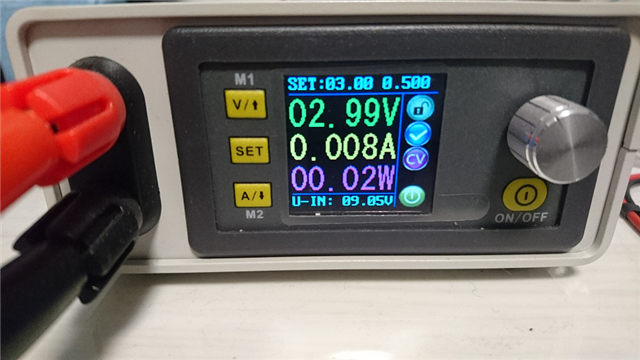 M1
V/⬆
SET
A/⬇
M2
SET:03.00 0.500
02.99V
0.008A
00.02W
CV
U-IN: 09.05V
ON/OFF